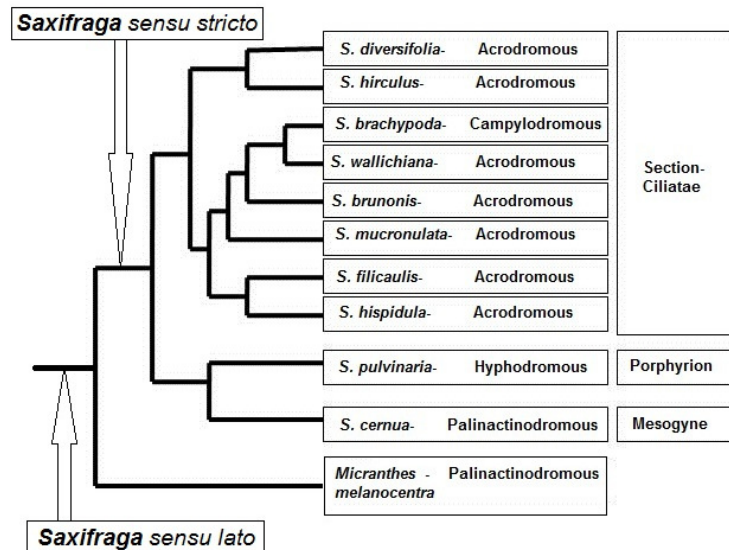 Saxifraga sensu stricto
S. diversifolia- Acrodromous
S. hirculus- Acrodromous
S. brachypoda- Campylodromous
S. wallichiana- Acrodromous
S. brunonis- Acrodromous
S. mucronulata- Acrodromous
S. filicaulis- Acrodromous
S. hispidula- Acrodromous
Section-
Ciliatae
S. pulvinaria- Hyphodromous
Porphyrion
S. cernua- Palinactinodromous
Mesogyne
Micranthes - Palinactinodromous
melanocentra
Saxifraga sensu lato